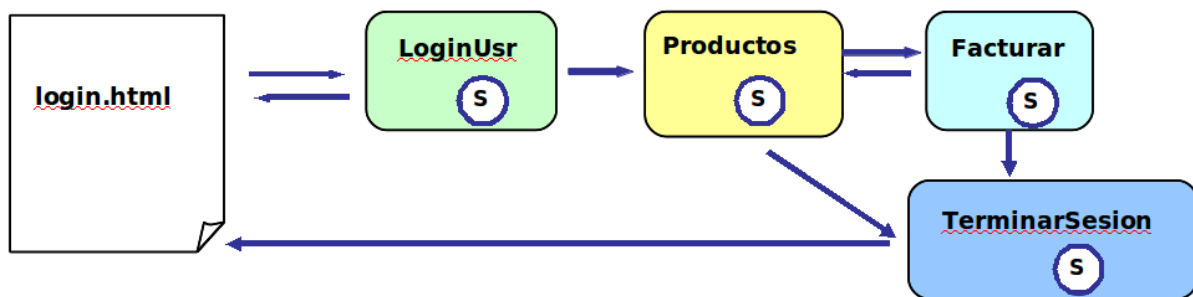 login.html
LoginUsr
S
Productos
S
Facturar
S
TerminarSesion
S